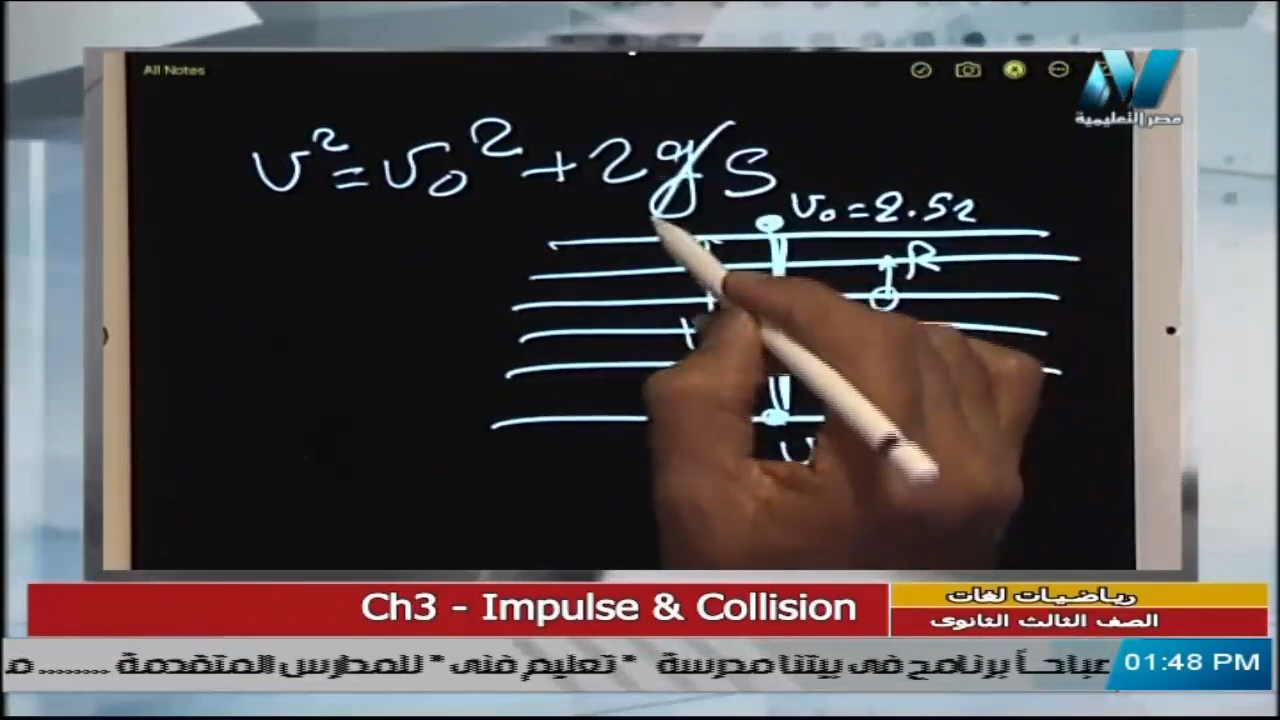 All Notes
مصر التعليمية
v² = v₀² + 2gs
v₀ = 2.52
R
Ch3 - Impulse & Collision
رياضيات لغات
الصف الثالث الثانوى
صباحـاً برنامج فى بيتنا مدرسة * تعليم فنى * للمدارس المتقدمة ........
01:48 PM